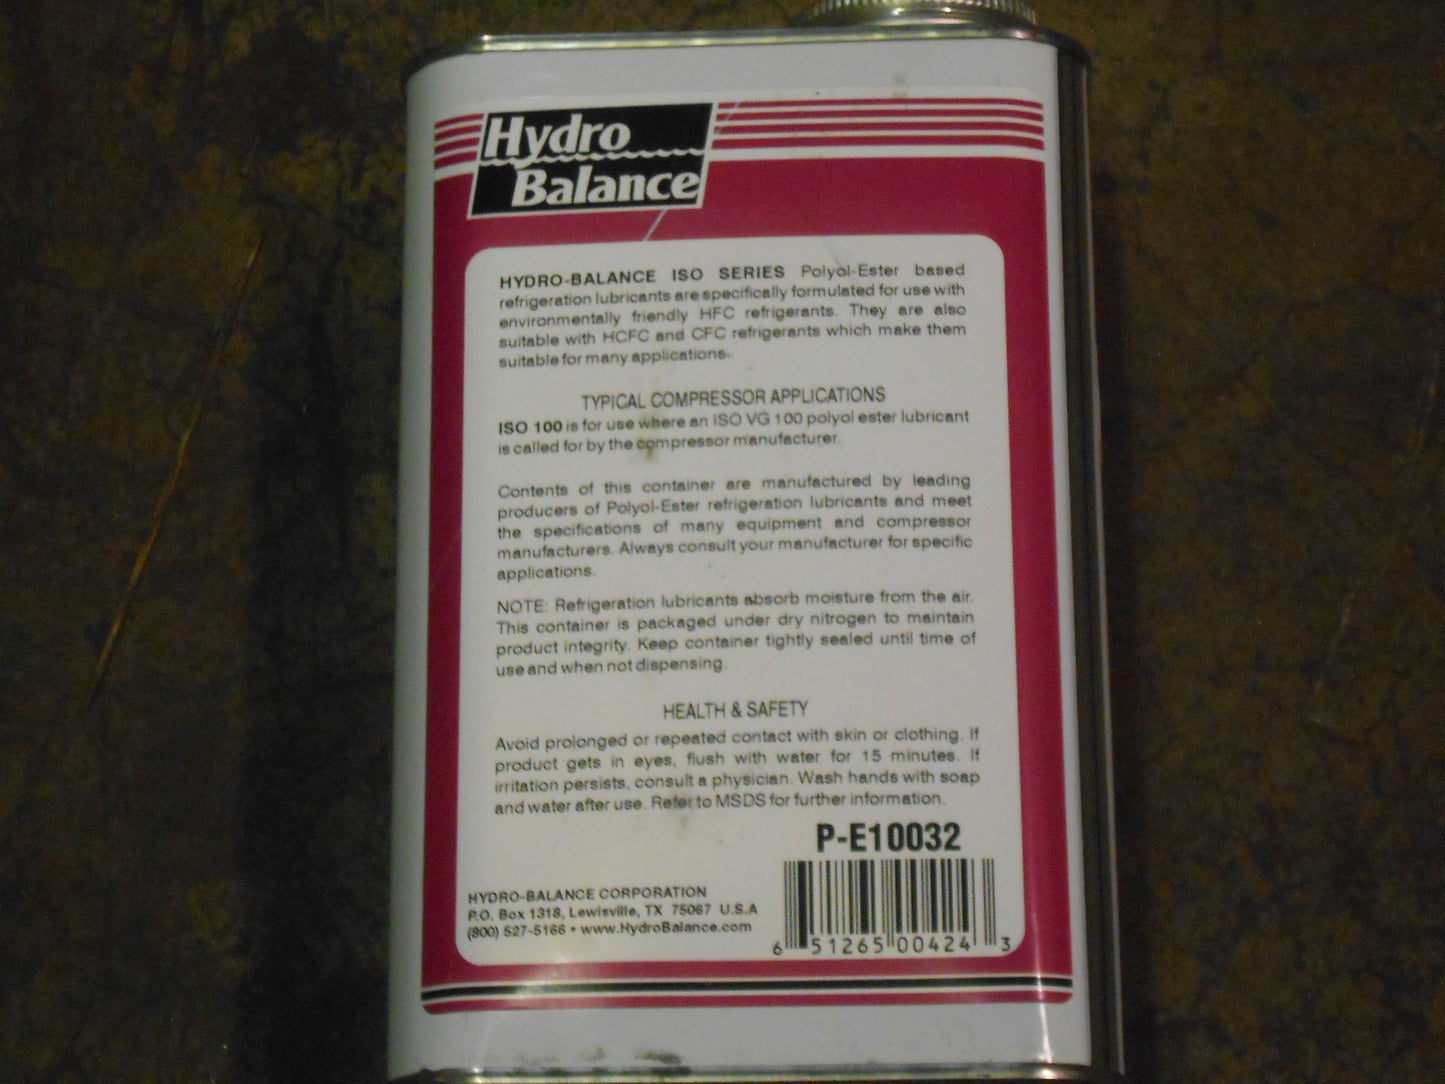 Hydro
Balance
HYDRO-BALANCE ISO SERIES Polyol-Ester based
refrigeration lubricants are specifically formulated for use with
environmentally friendly HFC refrigerants. They are also
suitable with HCFC and CFC refrigerants which make them
suitable for many applications.
TYPICAL COMPRESSOR APPLICATIONS
ISO 100 is for use where an ISO VG 100 polyol ester lubricant
is called for by the compressor manufacturer.
Contents of this container are manufactured by leading
producers of Polyol-Ester refrigeration lubricants and meet
the specifications of many equipment and compressor
manufacturers. Always consult your manufacturer for specific
applications.
NOTE: Refrigeration lubricants absorb moisture from the air.
This container is packaged under dry nitrogen to maintain
product integrity. Keep container tightly sealed until time of
use and when not dispensing.
HEALTH & SAFETY
Avoid prolonged or repeated contact with skin or clothing. If
product gets in eyes, flush with water for 15 minutes. If
irritation persists, consult a physician. Wash hands with soap
and water after use. Refer to MSDS for further information.
P-E10032
HYDRO-BALANCE CORPORATION
P.O. Box 1318, Lewisville, TX 75067 U.S.A
(800) 527-5166 • www.HydroBalance.com
6 51265 00424 3